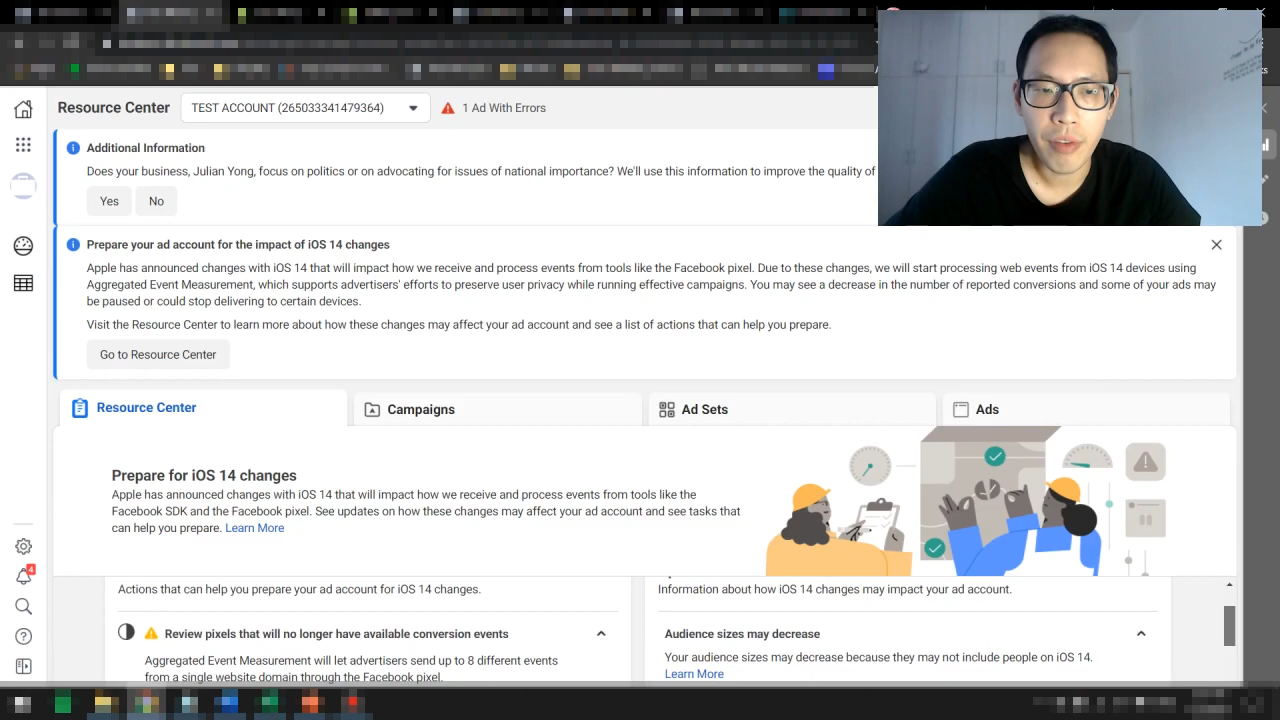 Resource Center
TEST ACCOUNT (265033341479364)
1 Ad With Errors
Additional Information
Does your business, Julian Yong, focus on politics or on advocating for issues of national importance? We'll use this information to improve the quality of
Yes
No
Prepare your ad account for the impact of iOS 14 changes
Apple has announced changes with iOS 14 that will impact how we receive and process events from tools like the Facebook pixel. Due to these changes, we will start processing web events from iOS 14 devices using
Aggregated Event Measurement, which supports advertisers' efforts to preserve user privacy while running effective campaigns. You may see a decrease in the number of reported conversions and some of your ads may
be paused or could stop delivering to certain devices.
Visit the Resource Center to learn more about how these changes may affect your ad account and see a list of actions that can help you prepare.
Go to Resource Center
Resource Center
Campaigns
Ad Sets
Ads
Prepare for iOS 14 changes
Apple has announced changes with iOS 14 that will impact how we receive and process events from tools like the
Facebook SDK and the Facebook pixel. See updates on how these changes may affect your ad account and see tasks that
can help you prepare. Learn More
Actions that can help you prepare your ad account for iOS 14 changes.
Review pixels that will no longer have available conversion events
Aggregated Event Measurement will let advertisers send up to 8 different events
from a single website domain through the Facebook pixel.
Information about how iOS 14 changes may impact your ad account.
Audience sizes may decrease
Your audience sizes may decrease because they may not include people on iOS 14.
Learn More
4